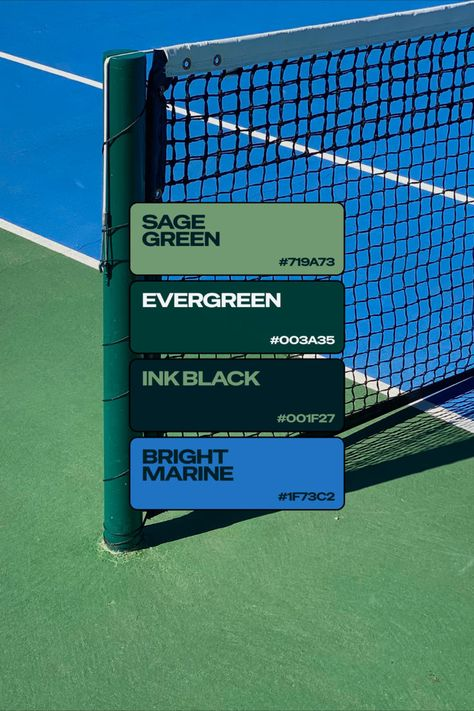 SAGE
GREEN
#719A73
EVERGREEN
#003A35
INK BLACK
#001F27
BRIGHT
MARINE
#1F73C2